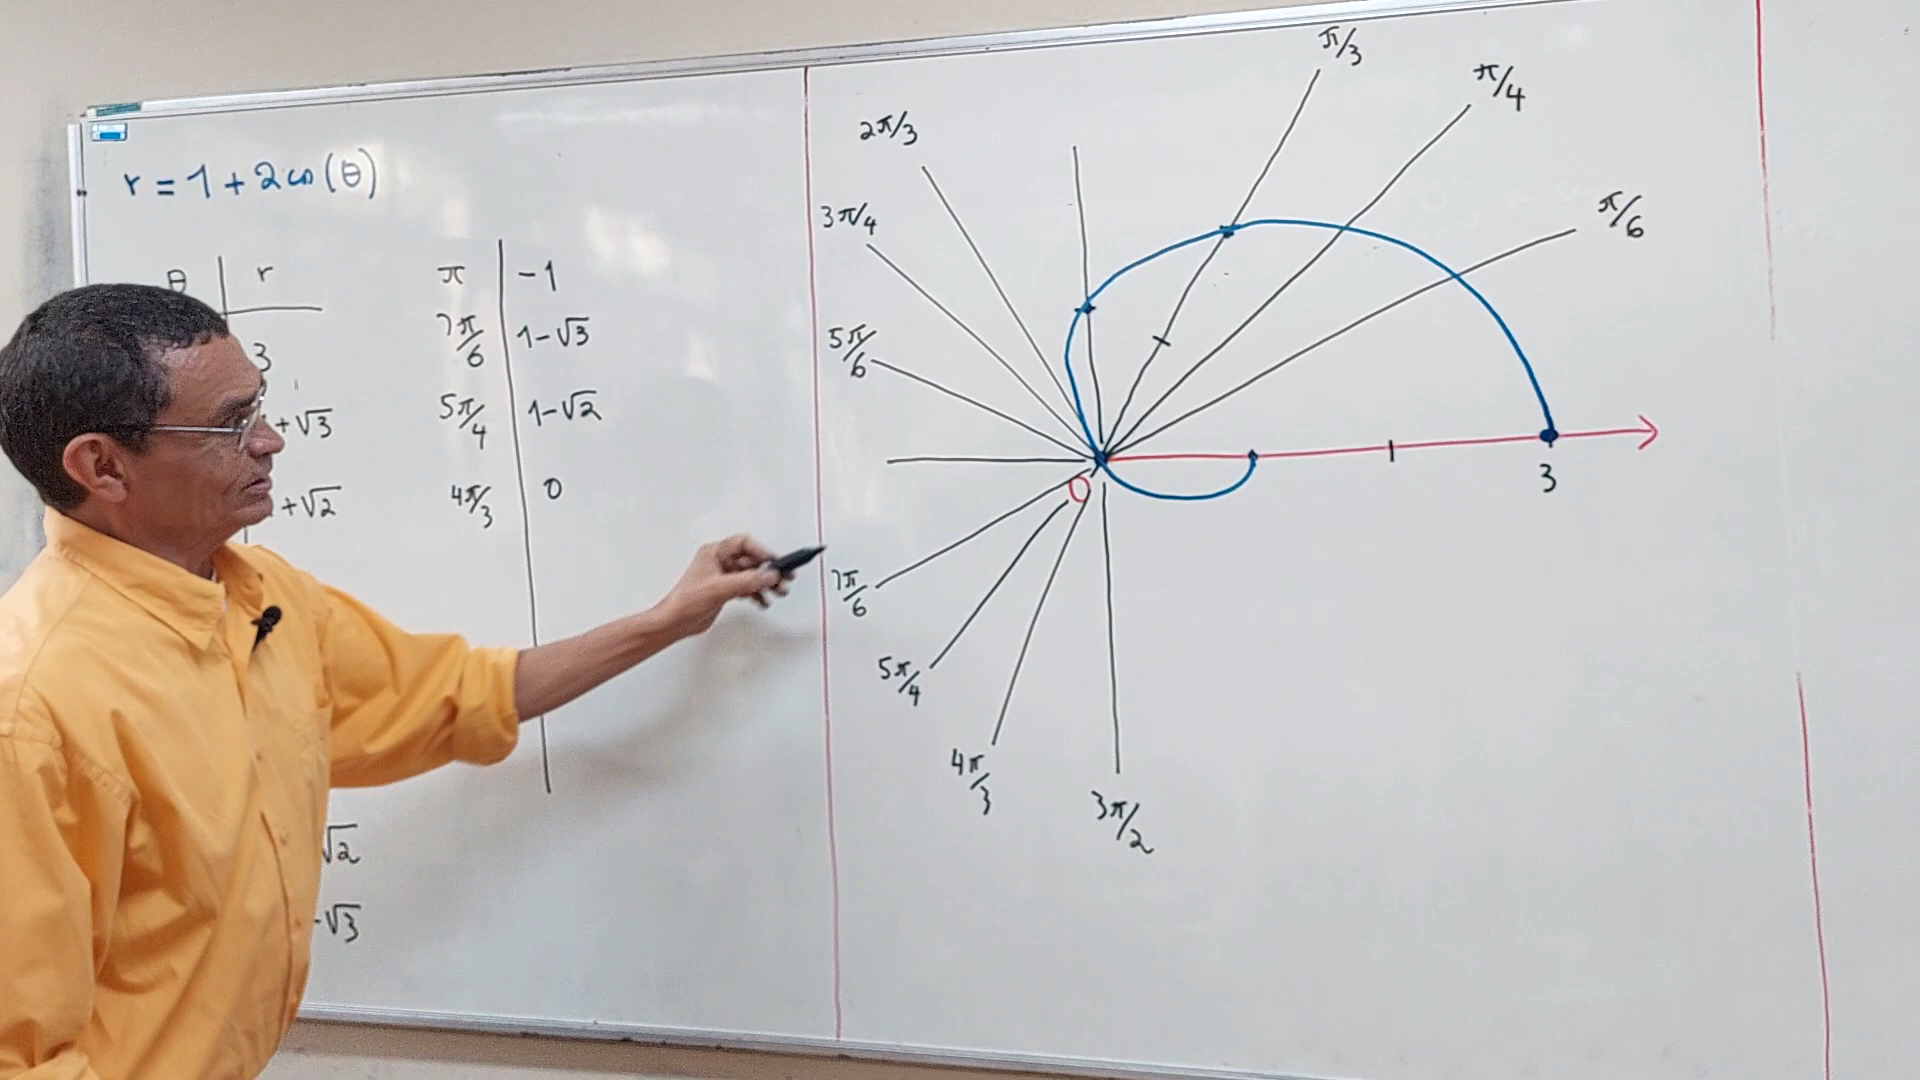 r = 1 + 2cos(θ)
θ r π -1
3 7π/6 1-√3
+√3 5π/4 1-√2
+√2 4π/3 0
√2
-√3
π/3
π/4
2π/3
π/6
3π/4
5π/6
0
3
7π/6
5π/4
4π/3
3π/2